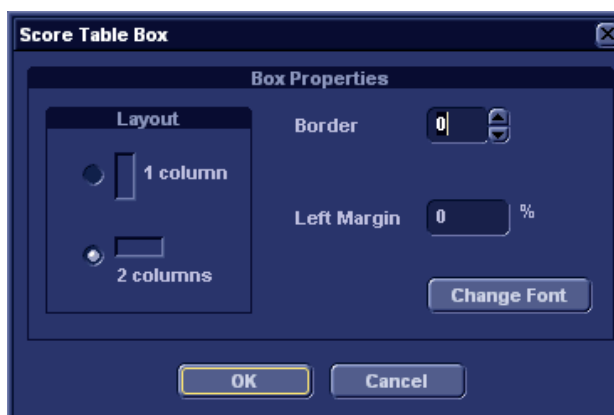 Score Table Box
Box Properties
Layout
1 column
2 columns
Border 0
Left Margin 0 %
Change Font
OK Cancel